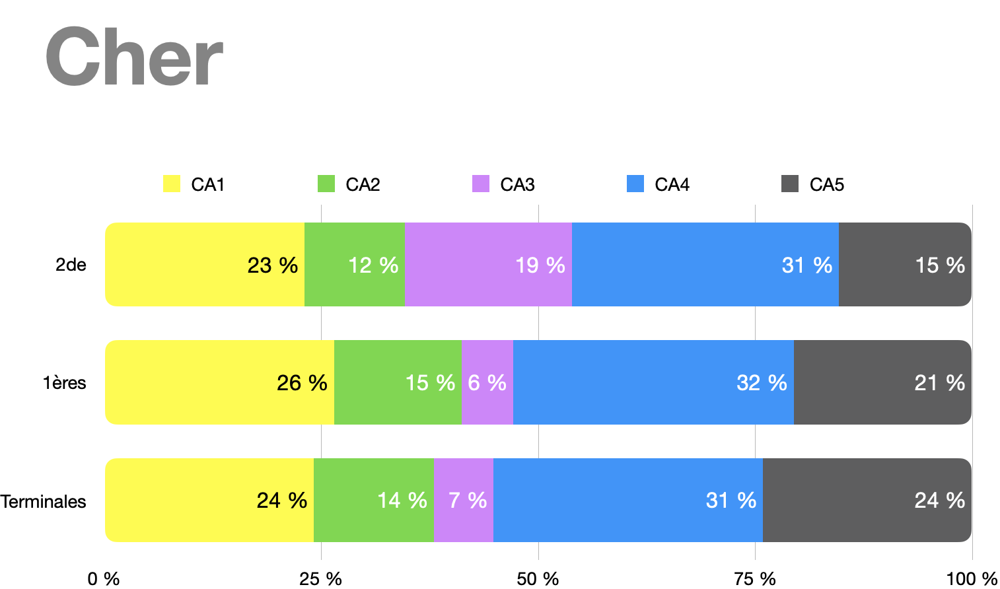 Cher
CA1 CA2 CA3 CA4 CA5
2de 23 % 12 % 19 % 31 % 15 %
1ères 26 % 15 % 6 % 32 % 21 %
Terminales 24 % 14 % 7 % 31 % 24 %
0 % 25 % 50 % 75 % 100 %